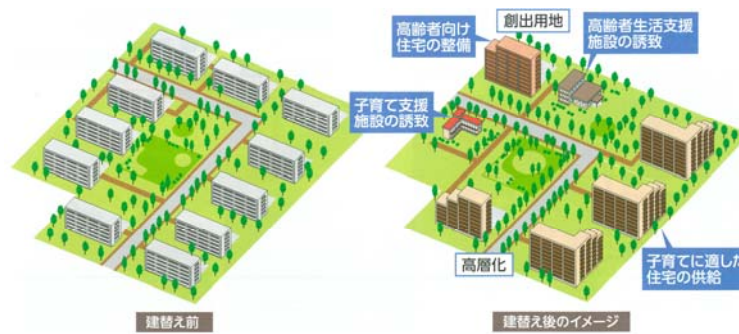 高齢者向け
住宅の整備
創出用地
高齢者生活支援
施設の誘致
子育て支援
施設の誘致
高層化
子育てに適した
住宅の供給
建替え前
建替え後のイメージ